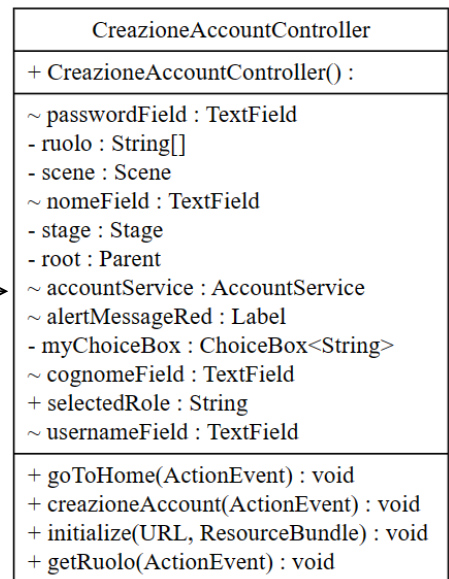 CreazioneAccountController
+ CreazioneAccountController() :
~ passwordField : TextField
- ruolo : String[]
- scene : Scene
~ nomeField : TextField
- stage : Stage
- root : Parent
~ accountService : AccountService
~ alertMessageRed : Label
- myChoiceBox : ChoiceBox<String>
~ cognomeField : TextField
+ selectedRole : String
~ usernameField : TextField
+ goToHome(ActionEvent) : void
+ creazioneAccount(ActionEvent) : void
+ initialize(URL, ResourceBundle) : void
+ getRuolo(ActionEvent) : void